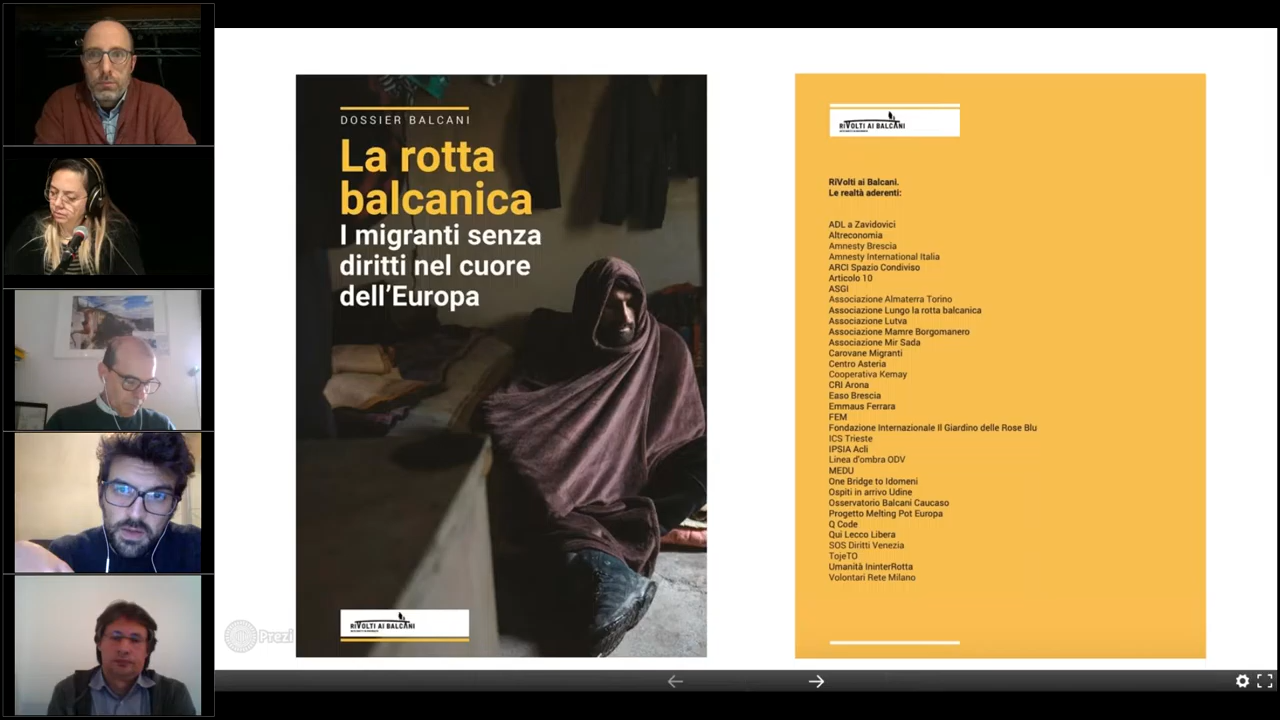 DOSSIER BALCANI
La rotta
balcanica
I migranti senza
diritti nel cuore
dell'Europa
RiVOLTI AI BALCANI
Prezi
RiVOLTI AI BALCANI
RiVolti ai Balcani.
Le realtà aderenti:
ADL a Zavidovici
Altreconomia
Amnesty Brescia
Amnesty International Italia
ARCI Spazio Condiviso
Articolo 10
ASGI
Associazione Almaterra Torino
Associazione Lungo la rotta balcanica
Associazione Lutva
Associazione Mamre Borgomanero
Associazione Mir Sada
Carovane Migranti
Centro Asteria
Cooperativa Kemay
CRI Arona
Easo Brescia
Emmaus Ferrara
FEM
Fondazione Internazionale Il Giardino delle Rose Blu
ICS Trieste
IPSIA Acli
Linea d'ombra ODV
MEDU
One Bridge to Idomeni
Ospiti in arrivo Udine
Osservatorio Balcani Caucaso
Progetto Melting Pot Europa
Q Code
Qui Lecco Libera
SOS Diritti Venezia
TojeTO
Umanità IninterRotta
Volontari Rete Milano